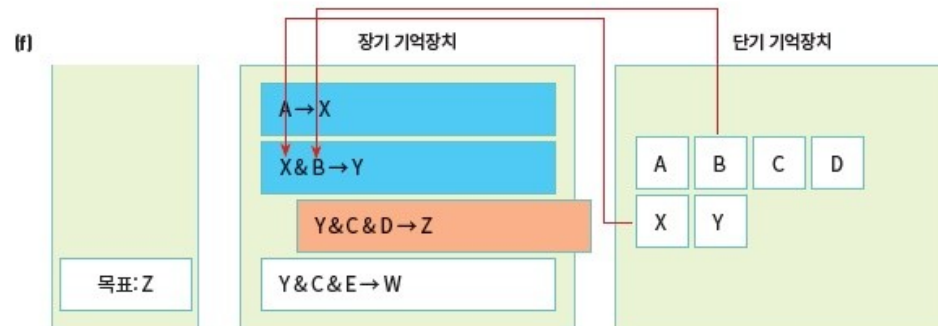 (f)
장기 기억장치
단기 기억장치
A→X
X&B→Y
Y&C&D→Z
Y&C&E→W
목표: Z
A B C D
X Y